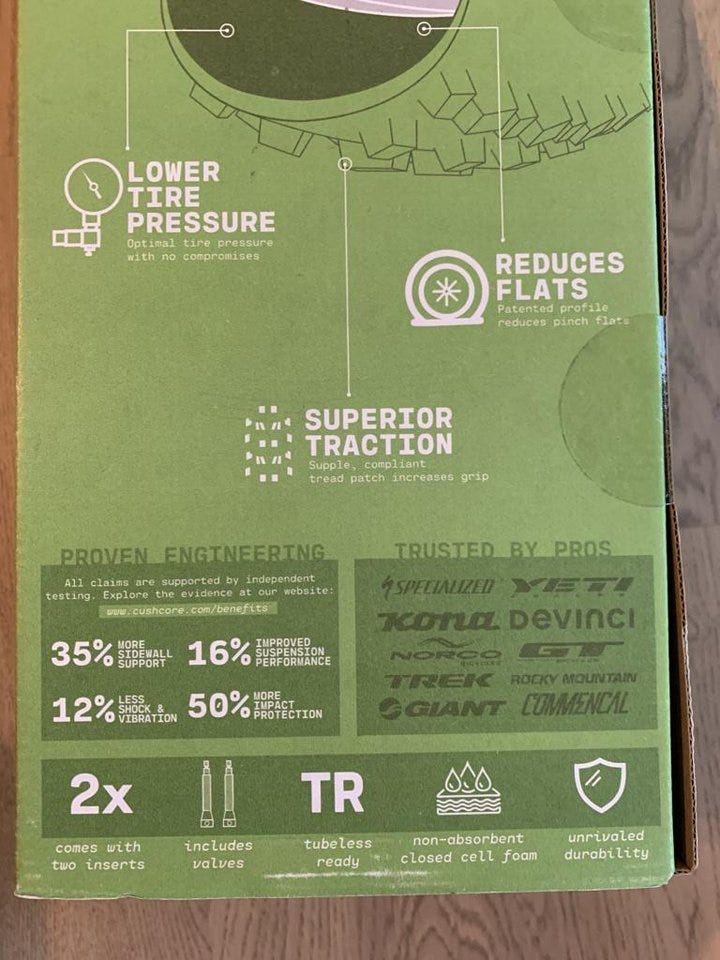 LOWER
TIRE
PRESSURE
Optimal tire pressure
with no compromises
REDUCES
FLATS
Patented profile
reduces pinch flats
SUPERIOR
TRACTION
Supple, compliant
tread patch increases grip
PROVEN ENGINEERING
All claims are supported by independent
testing. Explore the evidence at our website:
www.cushcore.com/benefits
35% MORE
SIDEWALL
SUPPORT
16% IMPROVED
SUSPENSION
PERFORMANCE
12% LESS
SHOCK &
VIBRATION
50% MORE
IMPACT
PROTECTION
TRUSTED BY PROS
SPECIALIZED YETI
KONA DEVINCI
NORCO GT
TREK ROCKY MOUNTAIN
GIANT COMMENCAL
2x
comes with
two inserts
includes
valves
TR
tubeless
ready
non-absorbent
closed cell foam
unrivaled
durability